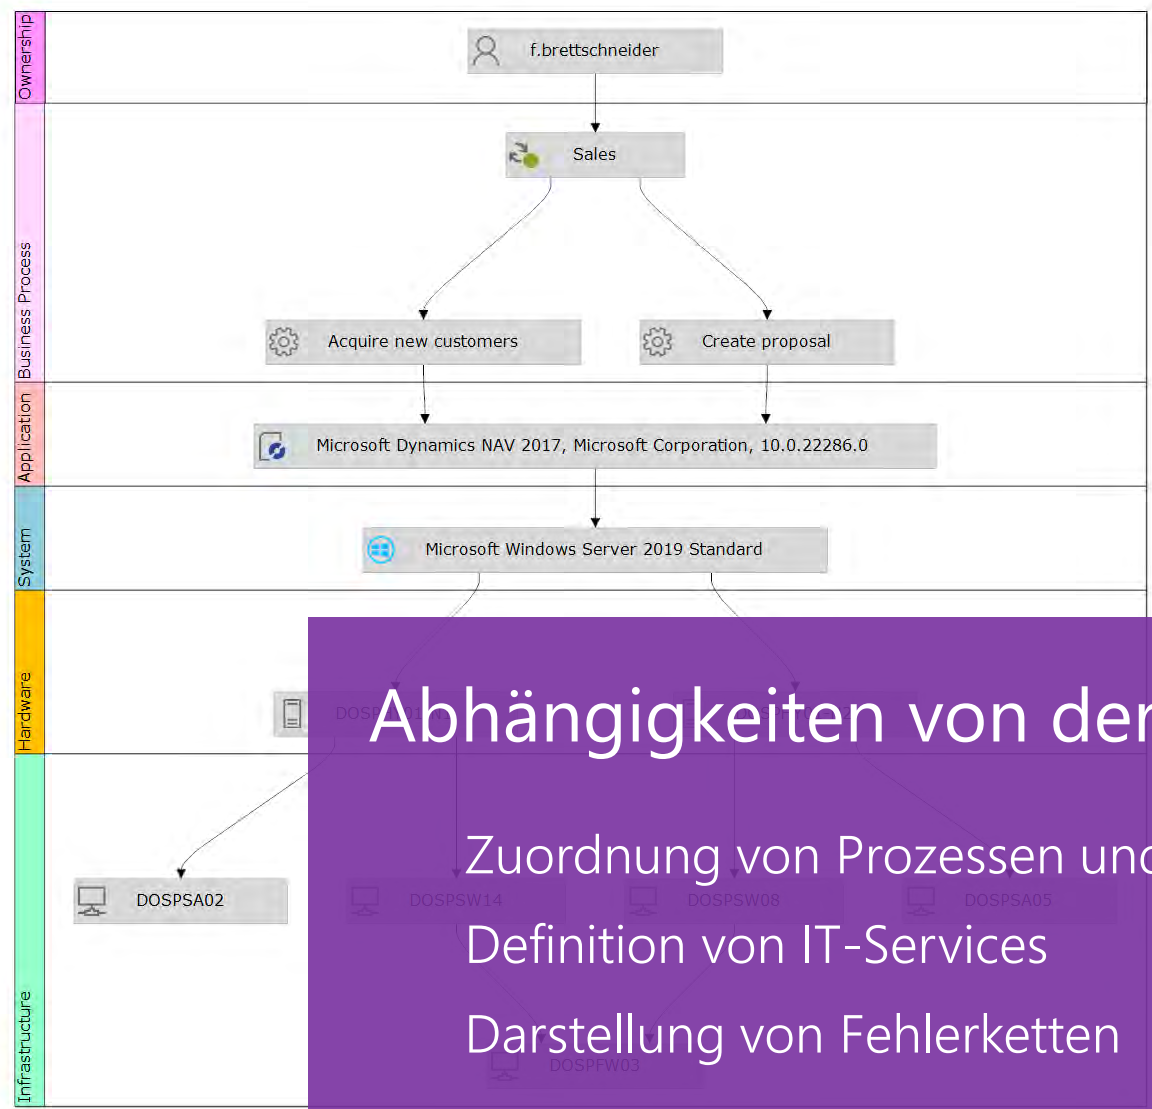 Ownership
f.brettschneider
Business Process
Sales
Acquire new customers
Create proposal
Application
Microsoft Dynamics NAV 2017, Microsoft Corporation, 10.0.22286.0
System
Microsoft Windows Server 2019 Standard
Hardware
Abhängigkeiten von der
Infrastructure
Zuordnung von Prozessen und
DOSPSA02
DOSPSW14
DOSPSW08
DOSPSA05
Definition von IT-Services
Darstellung von Fehlerketten
DOSPFW03